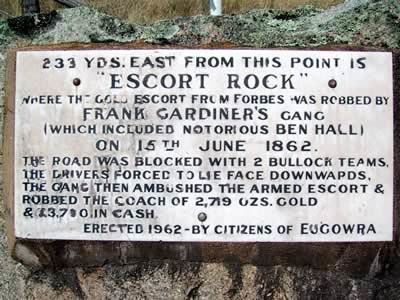 233 YDS. EAST FROM THIS POINT IS
"ESCORT ROCK"
WHERE THE GOLD ESCORT FROM FORBES WAS ROBBED BY
FRANK GARDINER'S GANG
(WHICH INCLUDED NOTORIOUS BEN HALL)
ON 15TH JUNE 1862.
THE ROAD WAS BLOCKED WITH 2 BULLOCK TEAMS,
THE DRIVERS FORCED TO LIE FACE DOWNWARDS,
THE GANG THEN AMBUSHED THE ARMED ESCORT &
ROBBED THE COACH OF 2,719 OZS. GOLD
& £3,700 IN CASH.
ERECTED 1962-BY CITIZENS OF EUGOWRA.